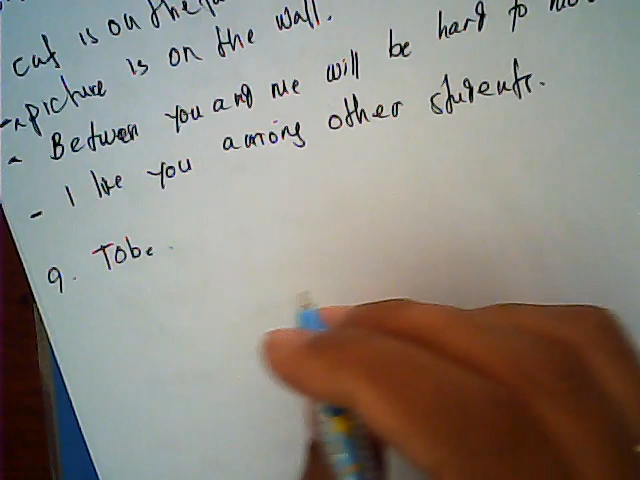 cat is on the
- A picture is on the wall.
- Between you and me will be hard to
- I like you among other students.
9. Tobe